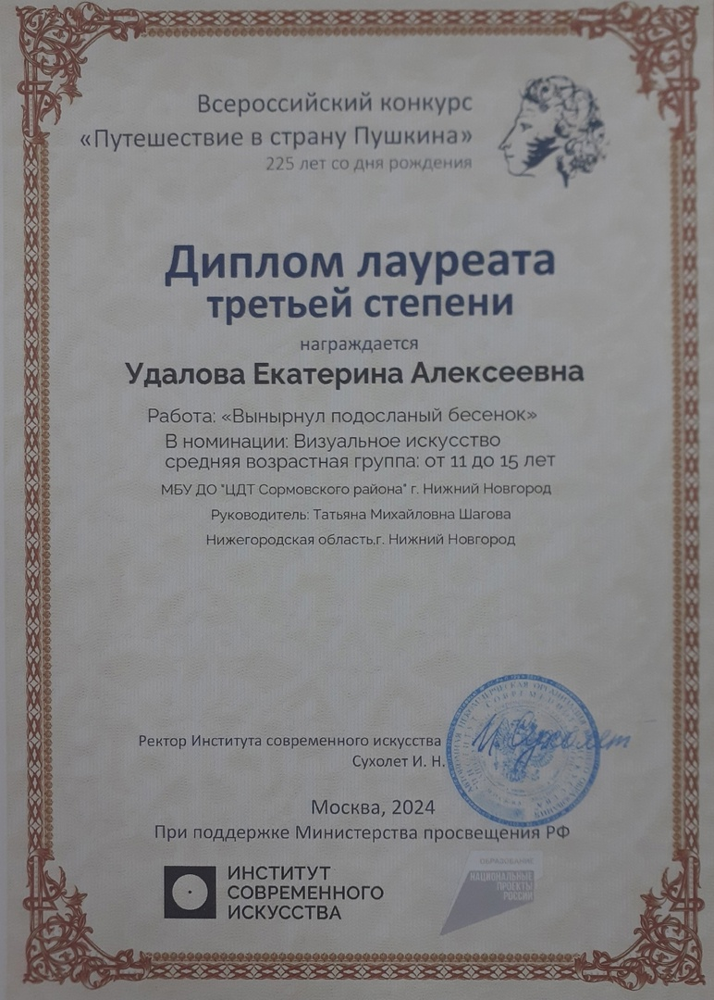 Всероссийский конкурс
«Путешествие в страну Пушкина»
225 лет со дня рождения
Диплом лауреата
третьей степени
награждается
Удалова Екатерина Алексеевна
Работа: «Вынырнул подосланый бесенок»
В номинации: Визуальное искусство
средняя возрастная группа: от 11 до 15 лет
МБУ ДО "ЦДТ Сормовского района" г. Нижний Новгород
Руководитель: Татьяна Михайловна Шагова
Нижегородская область,г. Нижний Новгород
Ректор Института современного искусства
Сухолет И. Н.
И. Сухолет
Москва, 2024
При поддержке Министерства просвещения РФ
ИНСТИТУТ
СОВРЕМЕННОГО
ИСКУССТВА
ОБРАЗОВАНИЕ
НАЦИОНАЛЬНЫЕ
ПРОЕКТЫ
РОССИИ